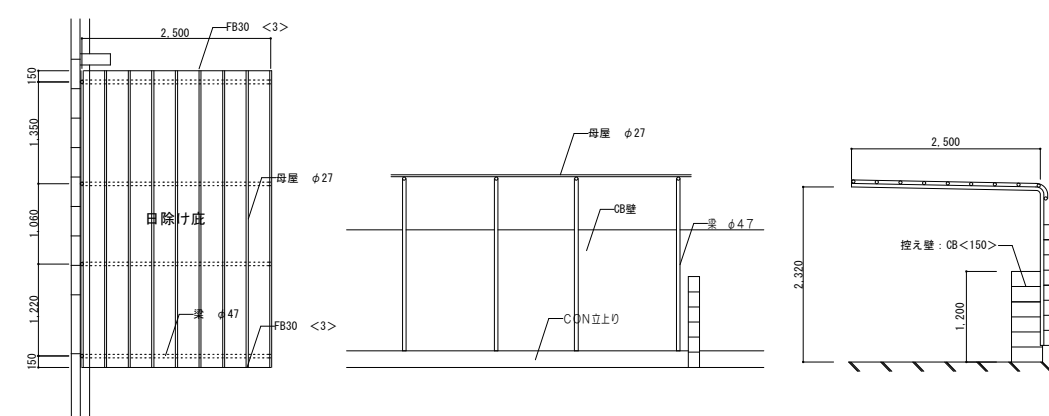 2,500
FB30 <3>
150
1,350
母屋 φ27
1,060
日除け庇
1,220
梁 φ47
FB30 <3>
150
母屋 φ27
CB壁
梁 φ47
CON立上り
2,500
控え壁：CB<150>
2,320
1,200